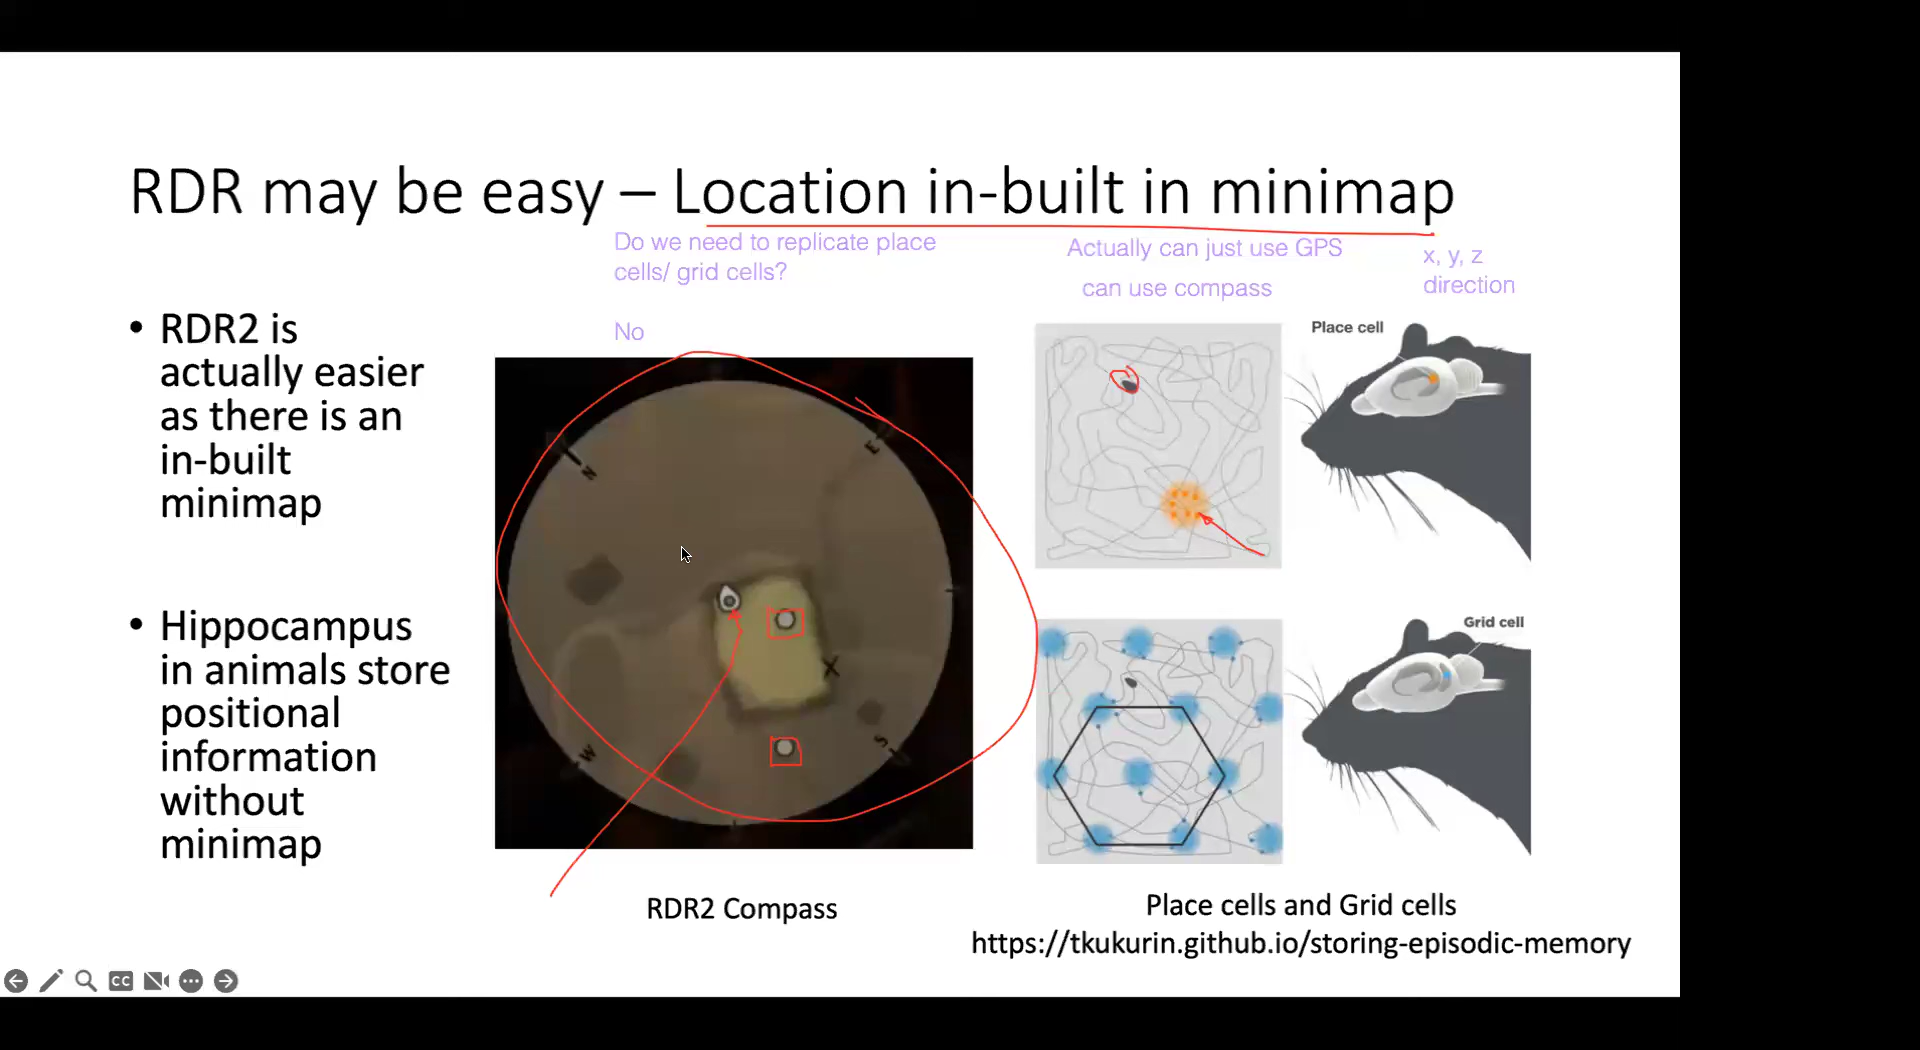 RDR may be easy – Location in-built in minimap
Do we need to replicate place
cells/ grid cells?
No
Actually can just use GPS
can use compass
x, y, z
direction
• RDR2 is
actually easier
as there is an
in-built
minimap
• Hippocampus
in animals store
positional
information
without
minimap
N
E
W
S
RDR2 Compass
Place cell
Grid cell
Place cells and Grid cells
https://tkukurin.github.io/storing-episodic-memory
CC